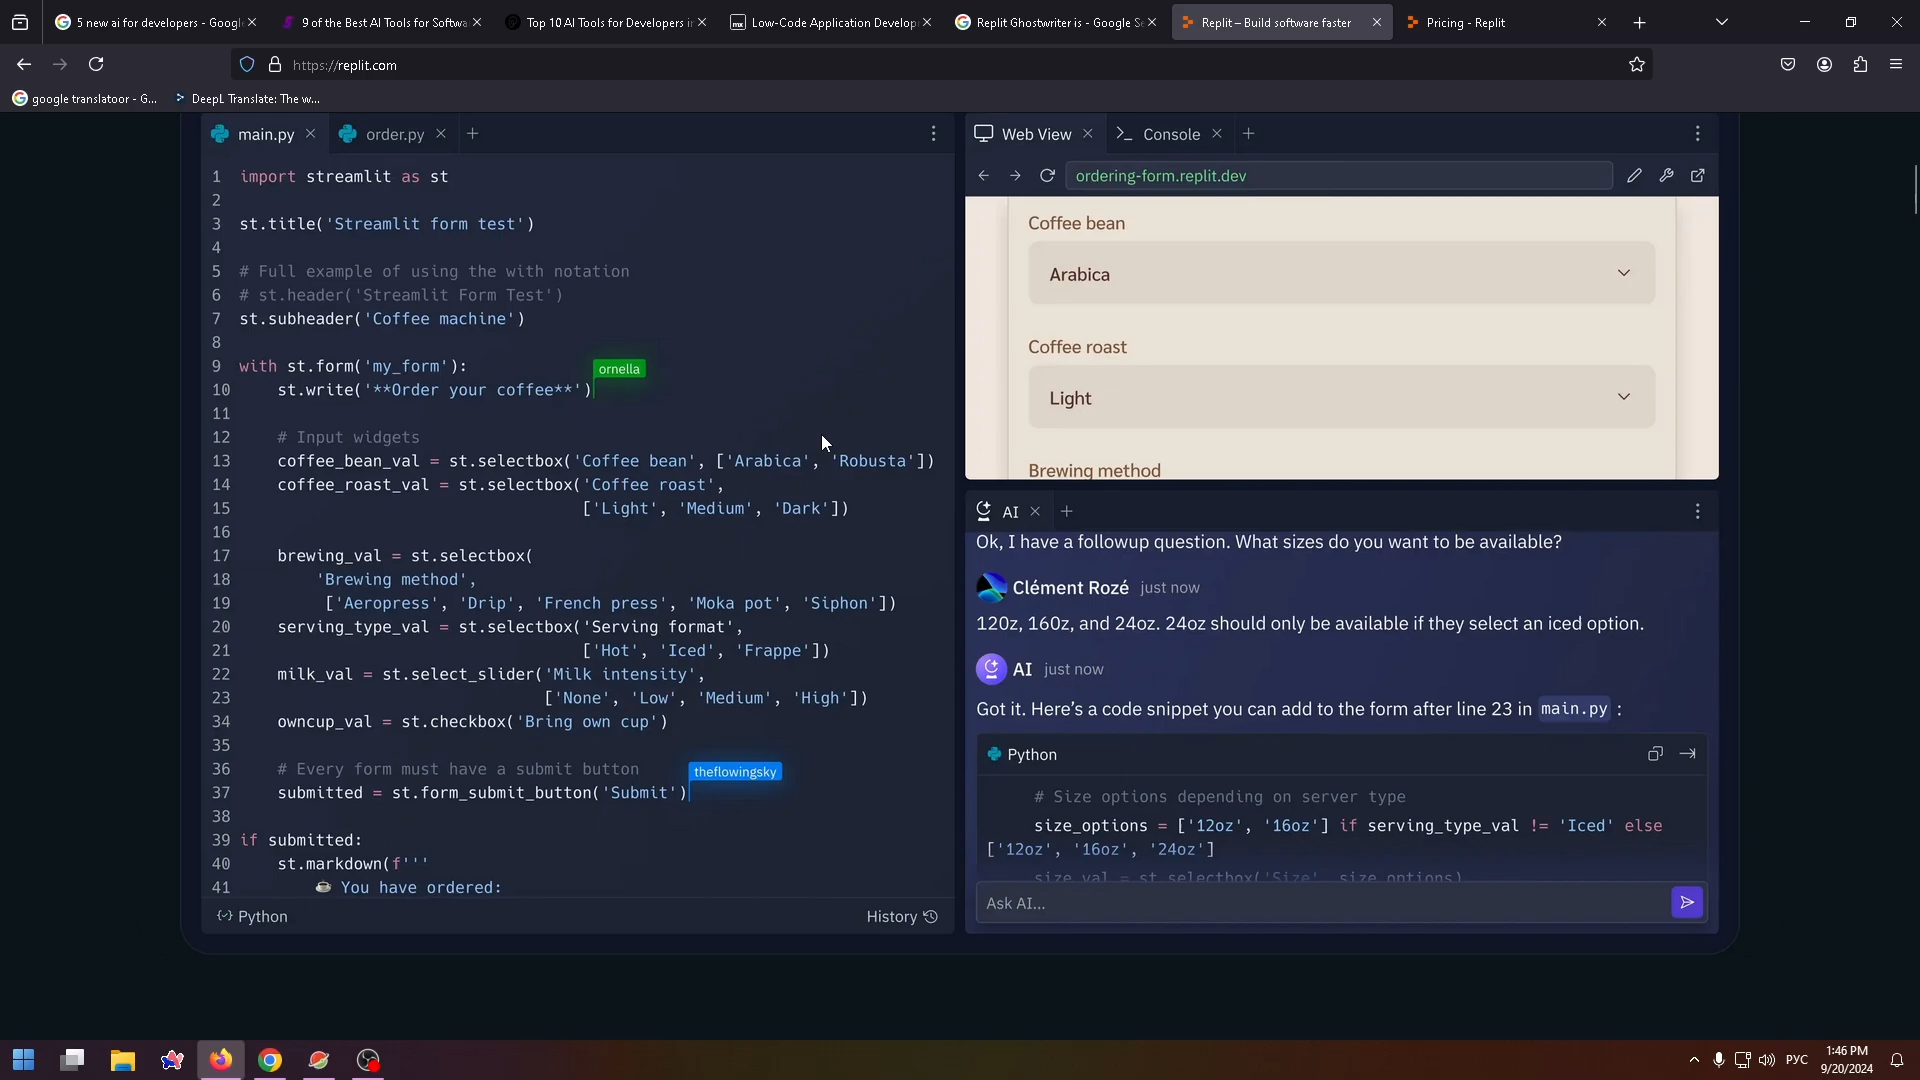 5 new ai for developers - Googl
9 of the Best AI Tools for Softwa
Top 10 AI Tools for Developers i
mx Low-Code Application Develop
Replit Ghostwriter is - Google Se
Replit – Build software faster
Pricing - Replit
https://replit.com
google translatoor - G...
DeepL Translate: The w...
main.py
order.py
1 import streamlit as st
2
3 st.title('Streamlit form test')
4
5 # Full example of using the with notation
6 # st.header('Streamlit Form Test')
7 st.subheader('Coffee machine')
8
9 with st.form('my_form'):
ornella
10 st.write('**Order your coffee**')
11
12 # Input widgets
13 coffee_bean_val = st.selectbox('Coffee bean', ['Arabica', 'Robusta'])
14 coffee_roast_val = st.selectbox('Coffee roast',
15 ['Light', 'Medium', 'Dark'])
16
17 brewing_val = st.selectbox(
18 'Brewing method',
19 ['Aeropress', 'Drip', 'French press', 'Moka pot', 'Siphon'])
20 serving_type_val = st.selectbox('Serving format',
21 ['Hot', 'Iced', 'Frappe'])
22 milk_val = st.select_slider('Milk intensity',
23 ['None', 'Low', 'Medium', 'High'])
34 owncup_val = st.checkbox('Bring own cup')
35
36 # Every form must have a submit button
theflowingsky
37 submitted = st.form_submit_button('Submit')
38
39 if submitted:
40 st.markdown(f'''
41 ☕ You have ordered:
Python
History
Web View
Console
ordering-form.replit.dev
Coffee bean
Arabica
Coffee roast
Light
Brewing method
AI
Ok, I have a followup question. What sizes do you want to be available?
Clément Rozé just now
12Oz, 16Oz, and 24oz. 24oz should only be available if they select an iced option.
AI just now
Got it. Here's a code snippet you can add to the form after line 23 in main.py :
Python
# Size options depending on server type
size_options = ['12oz', '16oz'] if serving_type_val != 'Iced' else
['12oz', '16oz', '24oz']
size_val = st.selectbox('Size', size_options)
Ask AI...
РУС
1:46 PM
9/20/2024